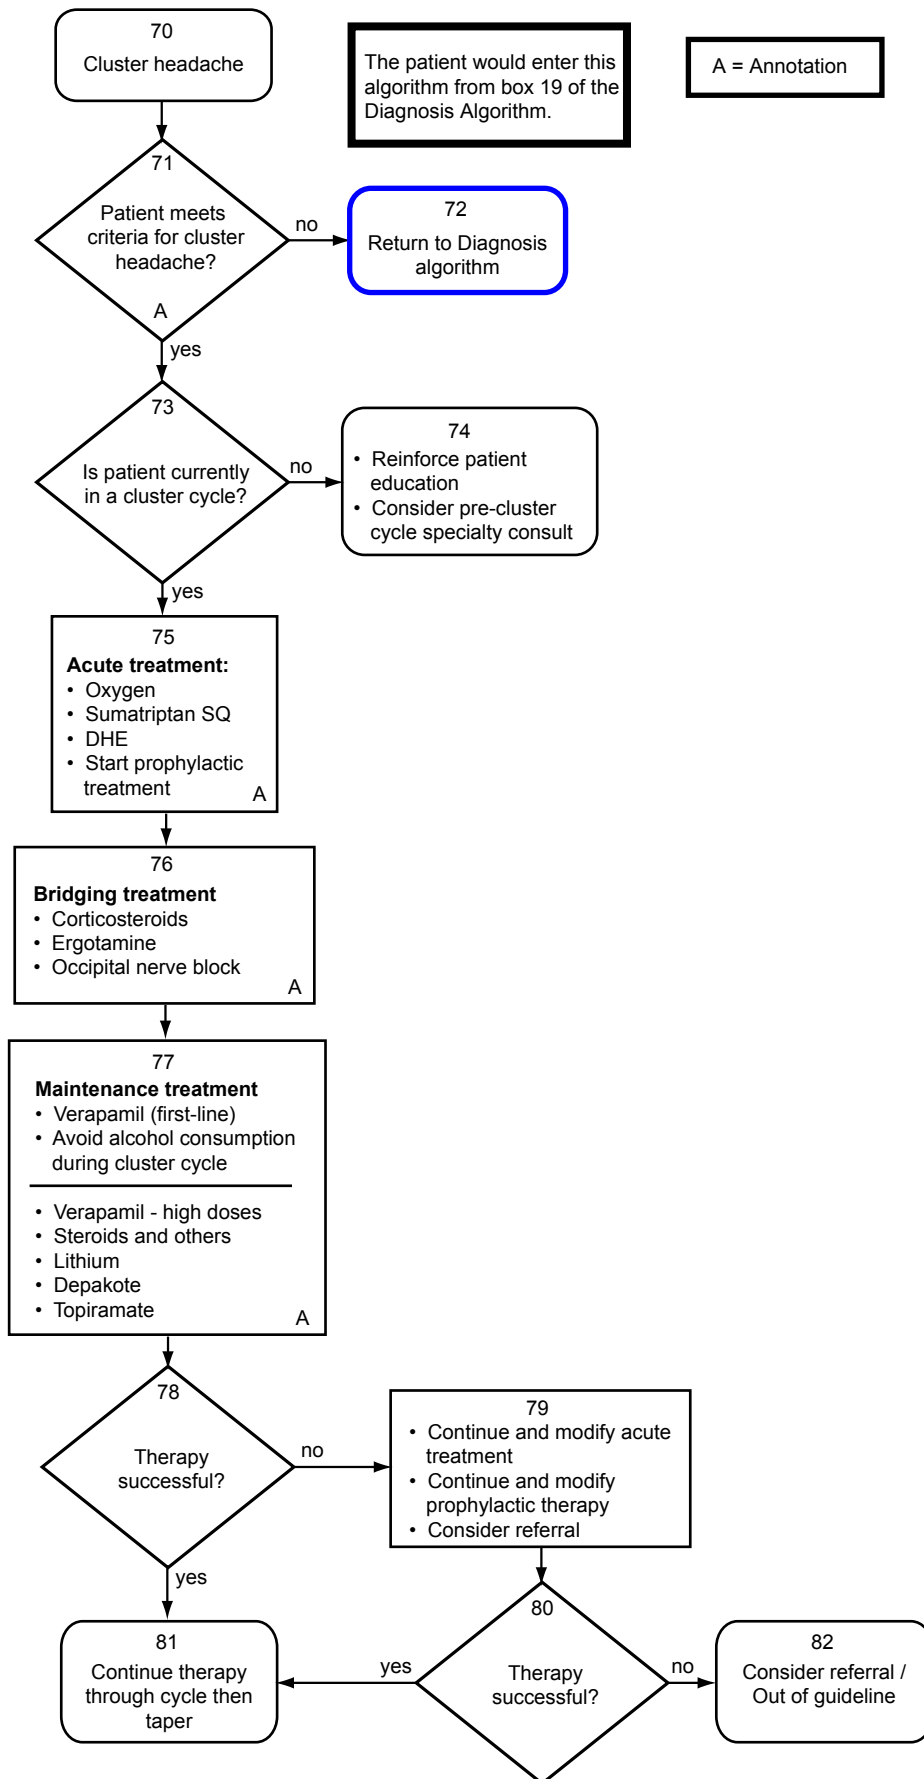 70
Cluster headache
The patient would enter this
algorithm from box 19 of the
Diagnosis Algorithm.
A = Annotation
71
Patient meets
criteria for cluster
headache?
A
no
72
Return to Diagnosis
algorithm
yes
73
Is patient currently
in a cluster cycle?
no
74
• Reinforce patient
education
• Consider pre-cluster
cycle specialty consult
yes
75
Acute treatment:
• Oxygen
• Sumatriptan SQ
• DHE
• Start prophylactic
treatment
A
76
Bridging treatment
• Corticosteroids
• Ergotamine
• Occipital nerve block
A
77
Maintenance treatment
• Verapamil (first-line)
• Avoid alcohol consumption
during cluster cycle
• Verapamil - high doses
• Steroids and others
• Lithium
• Depakote
• Topiramate
A
78
Therapy
successful?
no
79
• Continue and modify acute
treatment
• Continue and modify
prophylactic therapy
• Consider referral
yes
80
Therapy
successful?
yes
81
Continue therapy
through cycle then
taper
no
82
Consider referral /
Out of guideline